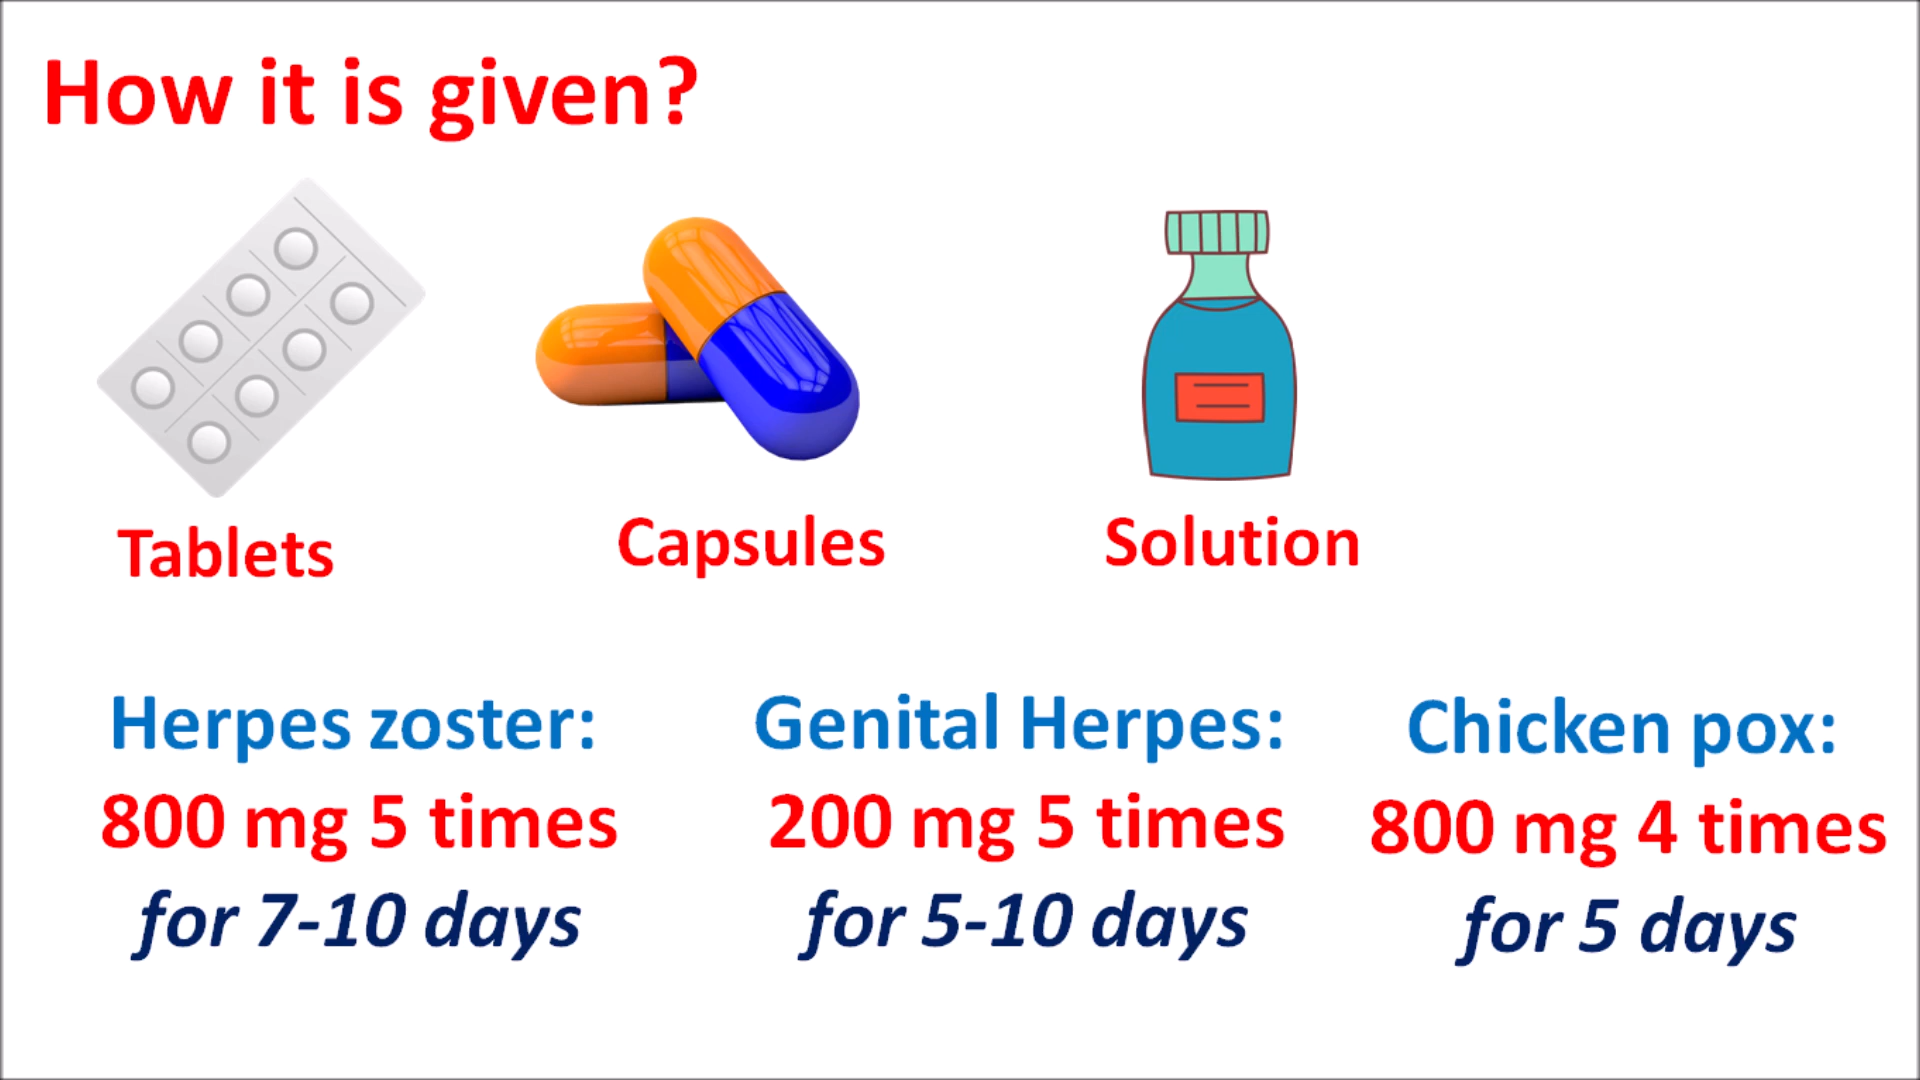 How it is given?
Tablets
Capsules
Solution
Herpes zoster:
800 mg 5 times
for 7-10 days
Genital Herpes:
200 mg 5 times
for 5-10 days
Chicken pox:
800 mg 4 times
for 5 days